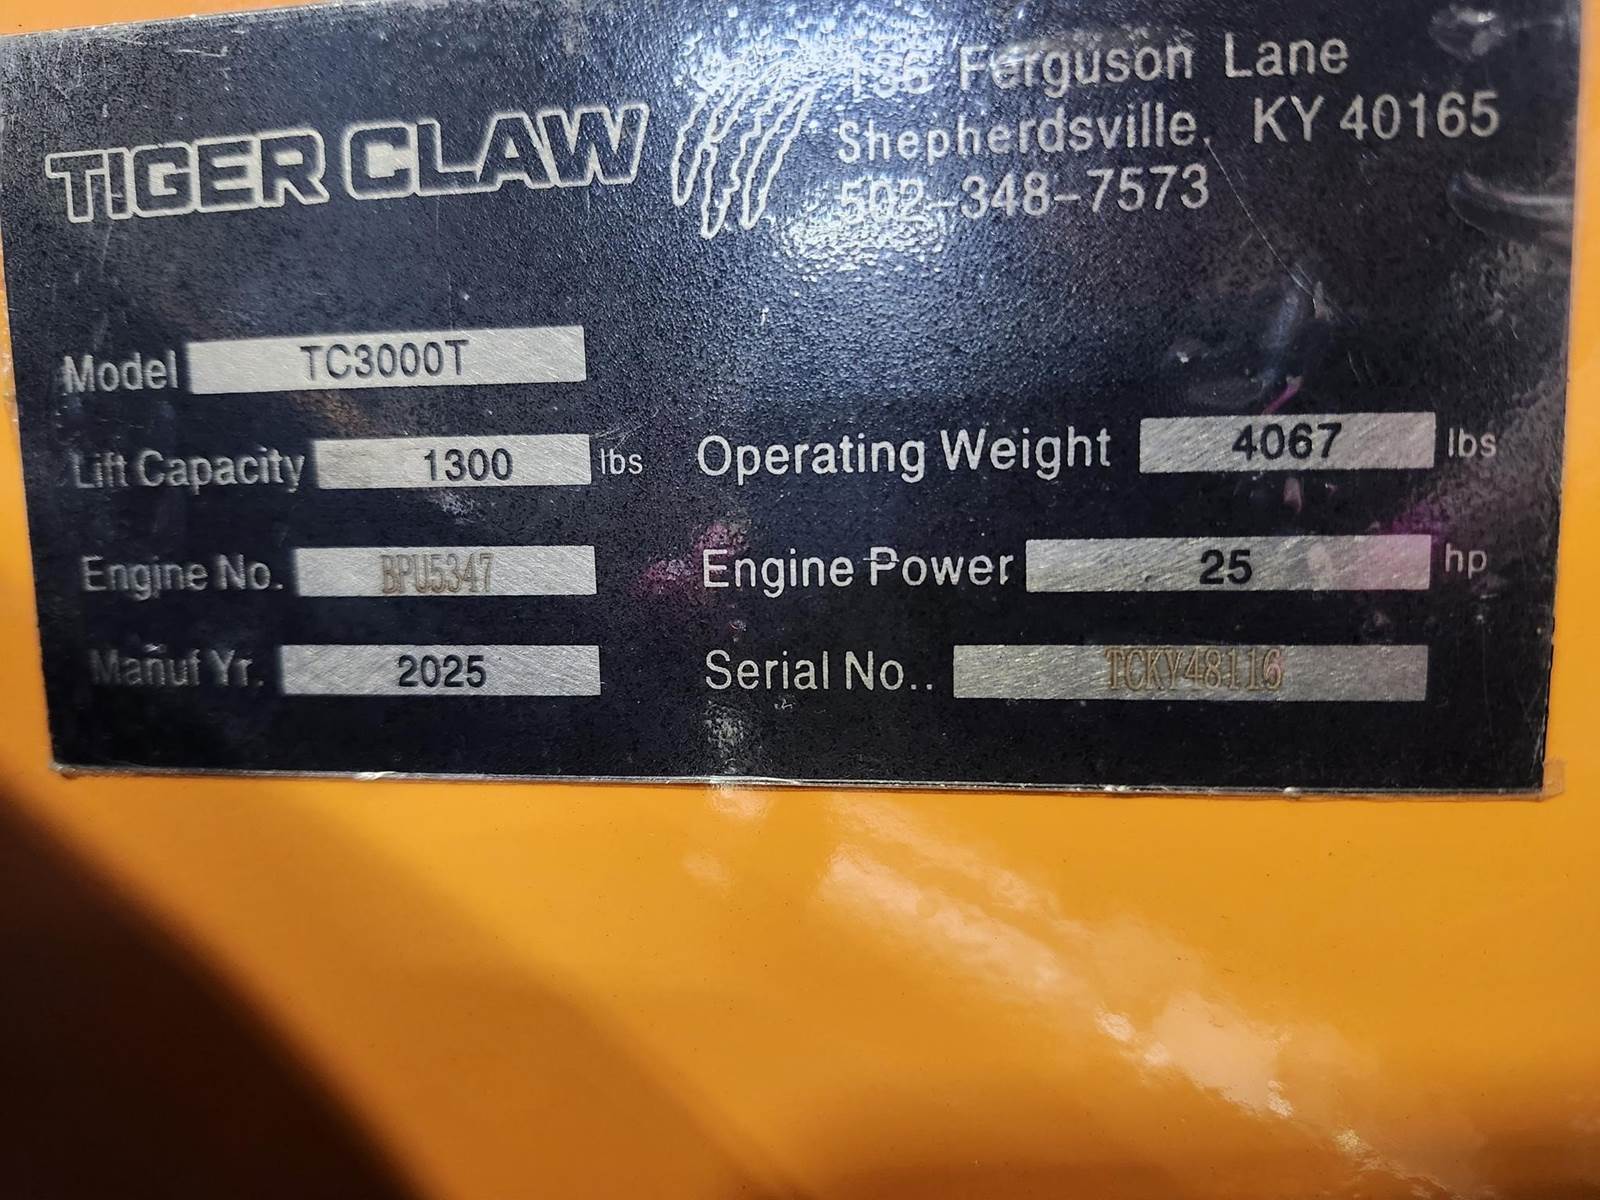 TIGER CLAW
136 Ferguson Lane
Shepherdsville, KY 40165
502-348-7573
Model TC3000T
Lift Capacity 1300 lbs Operating Weight 4067 lbs
Engine No. BPU5347 Engine Power 25 hp
Manuf Yr. 2025 Serial No.. TCKY48116